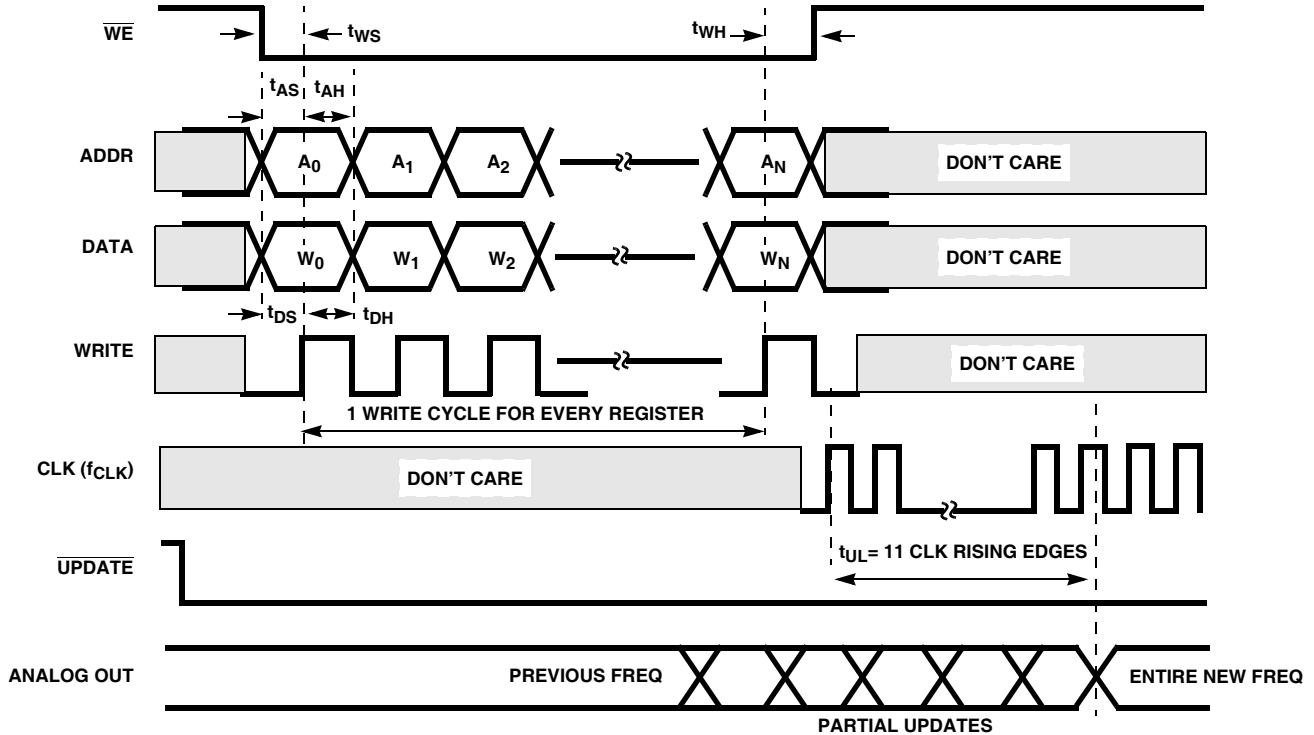 WE
tWS
tWH
tAS
tAH
ADDR
A0
A1
A2
AN
DON'T CARE
DATA
W0
W1
W2
WN
DON'T CARE
tDS
tDH
WRITE
DON'T CARE
1 WRITE CYCLE FOR EVERY REGISTER
CLK (fCLK)
DON'T CARE
tUL= 11 CLK RISING EDGES
UPDATE
ANALOG OUT
PREVIOUS FREQ
ENTIRE NEW FREQ
PARTIAL UPDATES